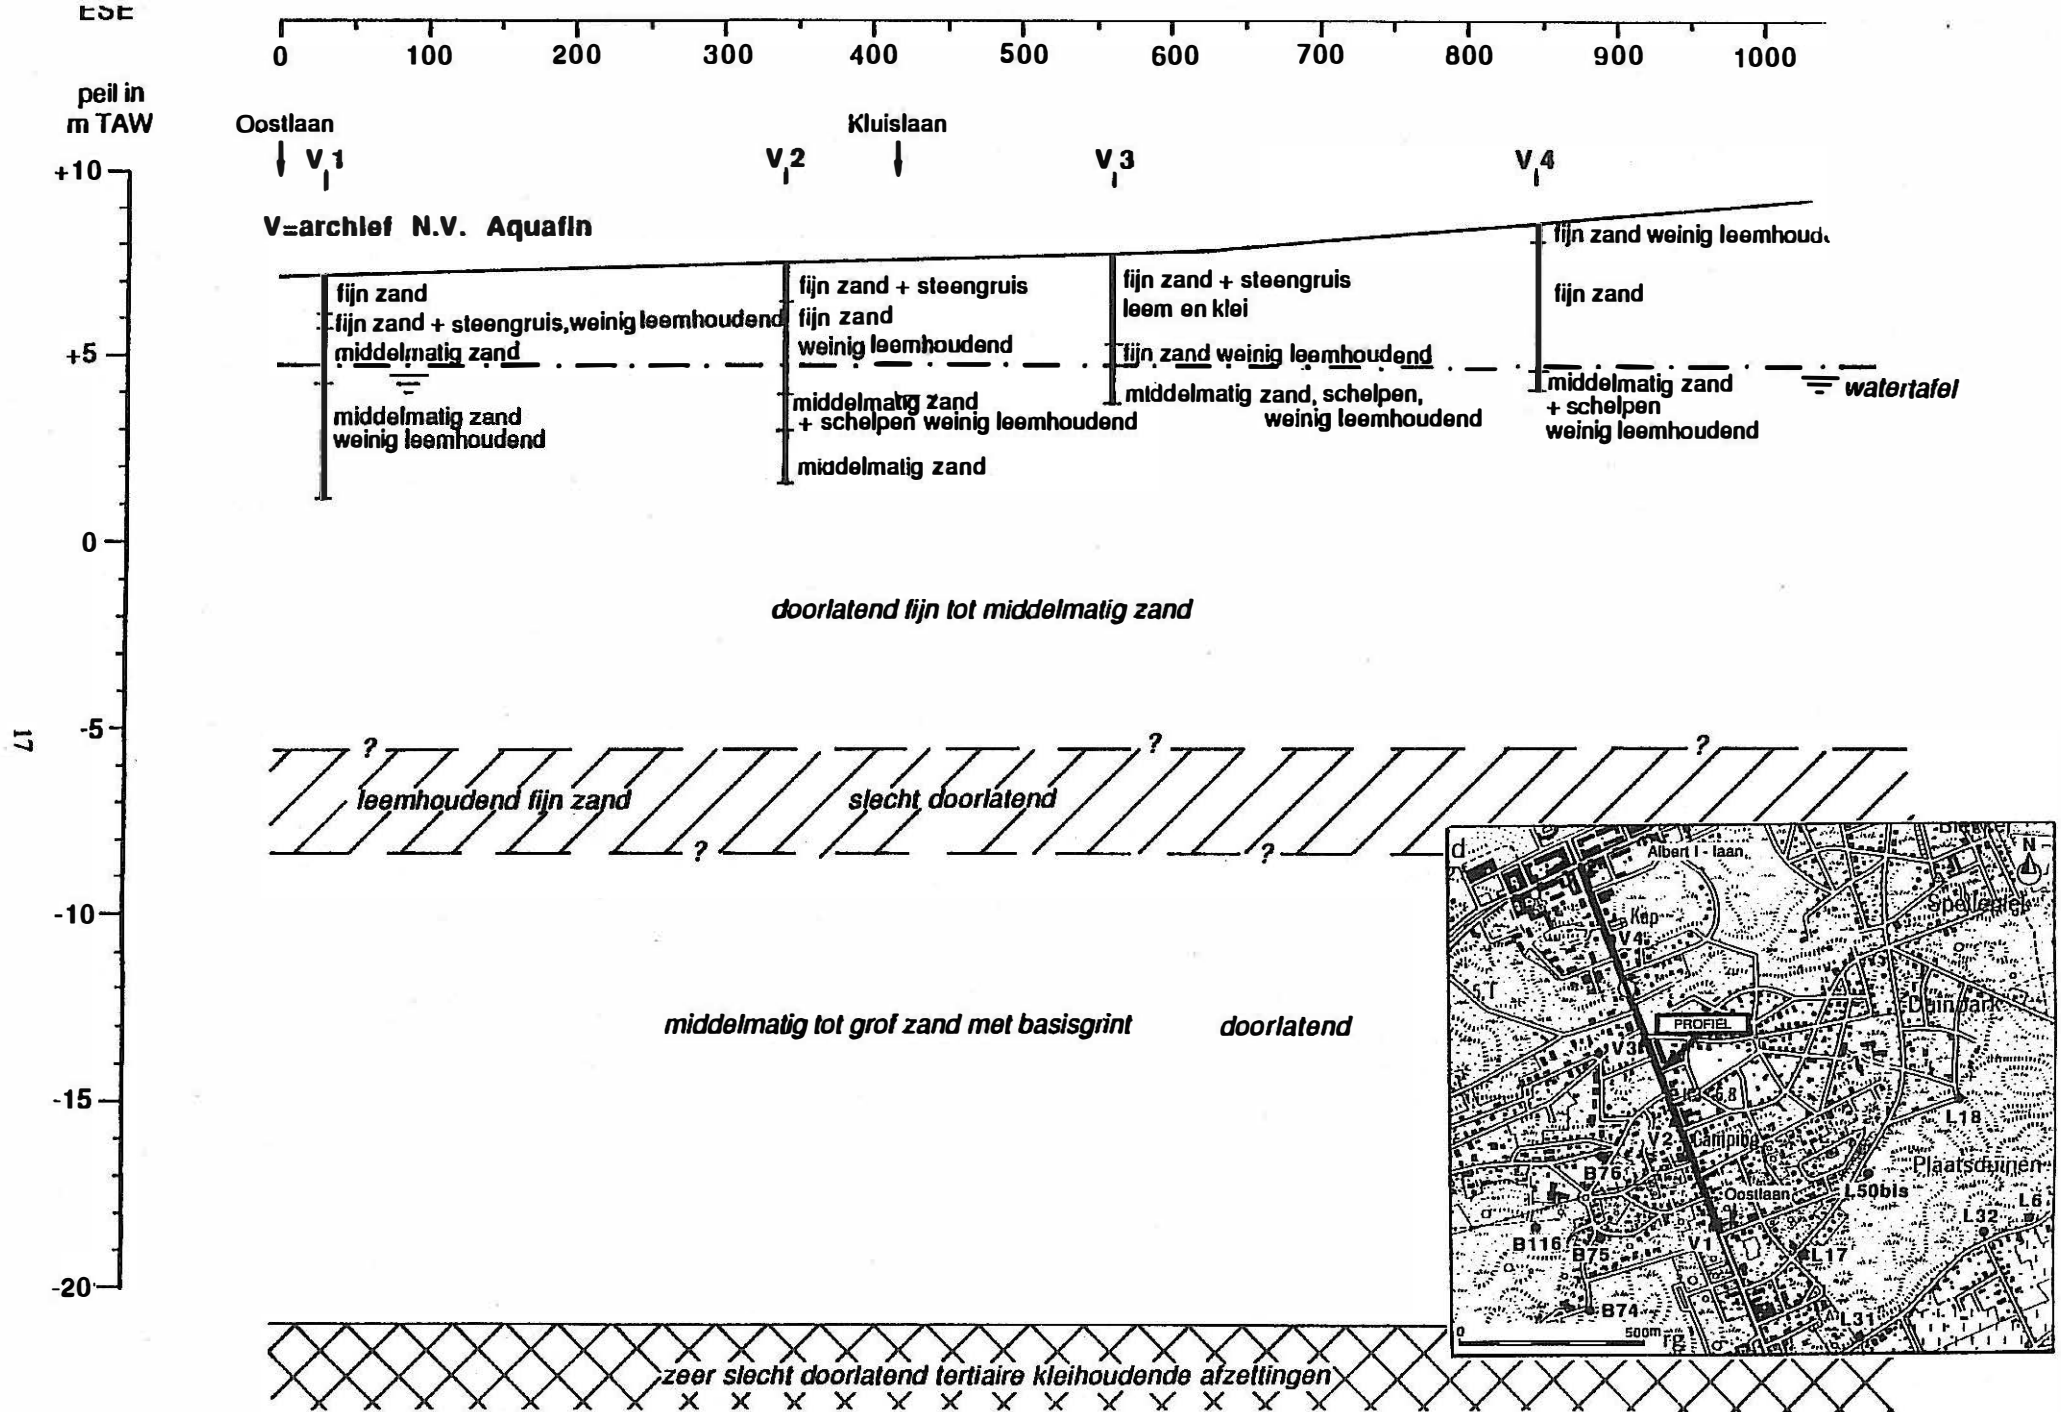 ESE
0 100 200 300 400 500 600 700 800 900 1000
peil in
m TAW
Oostlaan
Kluislaan
V 1
V 2
V 3
V 4
+10
V=archief N.V. Aquafin
fijn zand weinig leemhoud
fijn zand
fijn zand + steengruis,weinig leemhoudend
middelmatig zand
middelmatig zand
weinig leemhoudend
fijn zand + steengruis
fijn zand
weinig leemhoudend
middelmatig zand
+ schelpen weinig leemhoudend
middelmatig zand
fijn zand + steengruis
leem en klei
fijn zand weinig leemhoudend
middelmatig zand, schelpen,
weinig leemhoudend
fijn zand
middelmatig zand
+ schelpen
weinig leemhoudend
watertafel
+5
0
doorlatend fijn tot middelmatig zand
-5
17
? ? ?
leemhoudend fijn zand slecht doorlatend
? ?
-10
middelmatig tot grof zand met basisgrint doorlatend
-15
-20
zeer slecht doorlatend tertiaire kleihoudende afzettingen
d
Albert I - laan
N
V4
Duinpark
PROFIEL
V3
L18
V2
Camping
B76
Plaatsduinen
L50bis
Oostlaan
L6
L32
B116
B75
V1
L17
B74
L31
0 500m